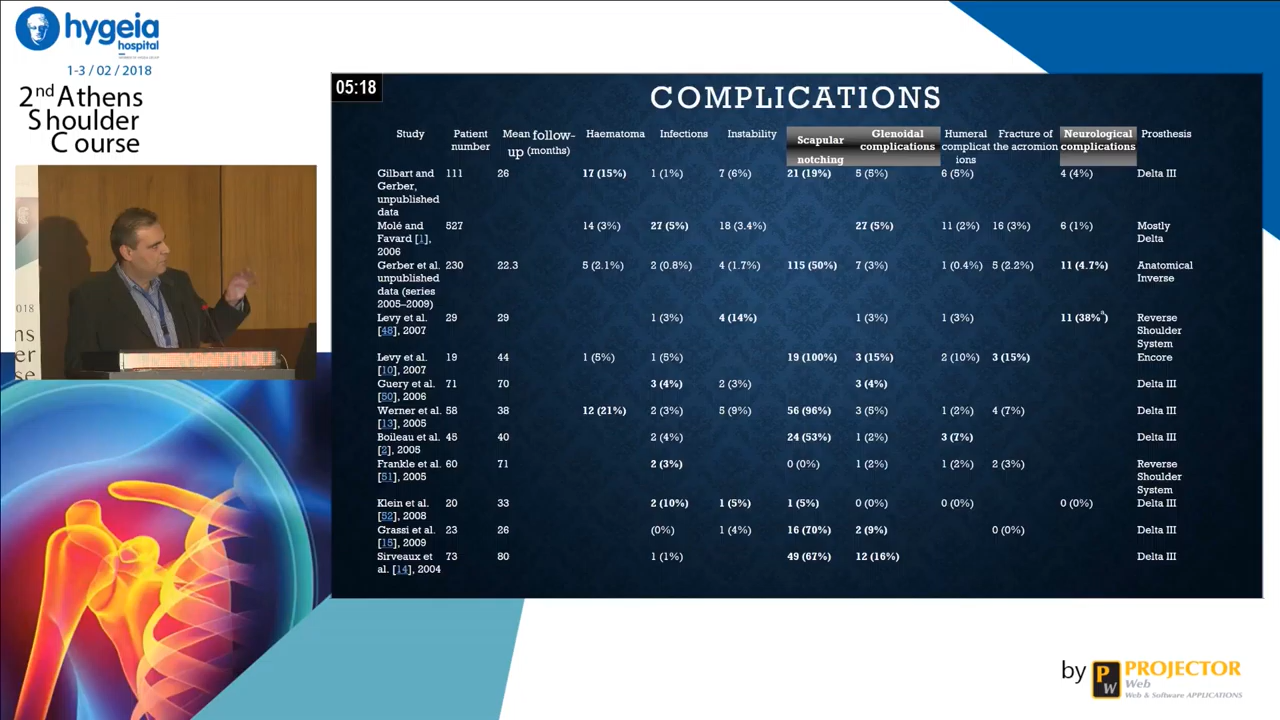 hygeia
hospital
1-3 / 02 / 2018
2nd Athens
Shoulder
Course
05:18
COMPLICATIONS
Study Patient number Mean follow-up (months) Haematoma Infections Instability Scapular notching Glenoidal complications Humeral complicat ions Fracture of the acromion Neurological complications Prosthesis
Gilbart and Gerber, unpublished data 111 26 17 (15%) 1 (1%) 7 (6%) 21 (19%) 5 (5%) 6 (5%) 4 (4%) Delta III
Molé and Favard [1], 2006 527 14 (3%) 27 (5%) 18 (3.4%) 27 (5%) 11 (2%) 16 (3%) 6 (1%) Mostly Delta
Gerber et al. unpublished data (series 2005–2009) 230 22.3 5 (2.1%) 2 (0.8%) 4 (1.7%) 115 (50%) 7 (3%) 1 (0.4%) 5 (2.2%) 11 (4.7%) Anatomical Inverse
Levy et al. [48], 2007 29 29 1 (3%) 4 (14%) 1 (3%) 1 (3%) 11 (38%a) Reverse Shoulder System
Levy et al. [10], 2007 19 44 1 (5%) 1 (5%) 19 (100%) 3 (15%) 2 (10%) 3 (15%) Encore
Guery et al. [50], 2006 71 70 3 (4%) 2 (3%) 3 (4%) Delta III
Werner et al. [13], 2005 58 38 12 (21%) 2 (3%) 5 (9%) 56 (96%) 3 (5%) 1 (2%) 4 (7%) Delta III
Boileau et al. [2], 2005 45 40 2 (4%) 24 (53%) 1 (2%) 3 (7%) Delta III
Frankle et al. [51], 2005 60 71 2 (3%) 0 (0%) 1 (2%) 1 (2%) 2 (3%) Reverse Shoulder System
Klein et al. [52], 2008 20 33 2 (10%) 1 (5%) 1 (5%) 0 (0%) 0 (0%) 0 (0%) Delta III
Grassi et al. [15], 2009 23 26 (0%) 1 (4%) 16 (70%) 2 (9%) 0 (0%) Delta III
Sirveaux et al. [14], 2004 73 80 1 (1%) 49 (67%) 12 (16%) Delta III
018
ns
er
se
by PW PROJECTOR
Web
Web & Software APPLICATIONS